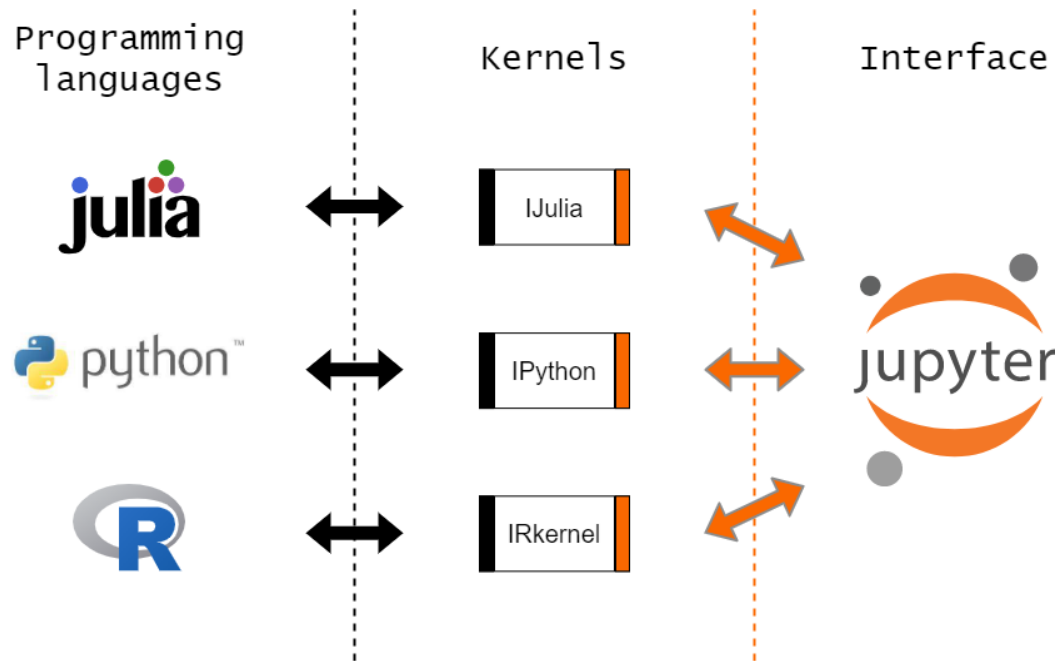 Programming
languages
Kernels
Interface
julia
IJulia
python™
IPython
jupyter
R
IRkernel